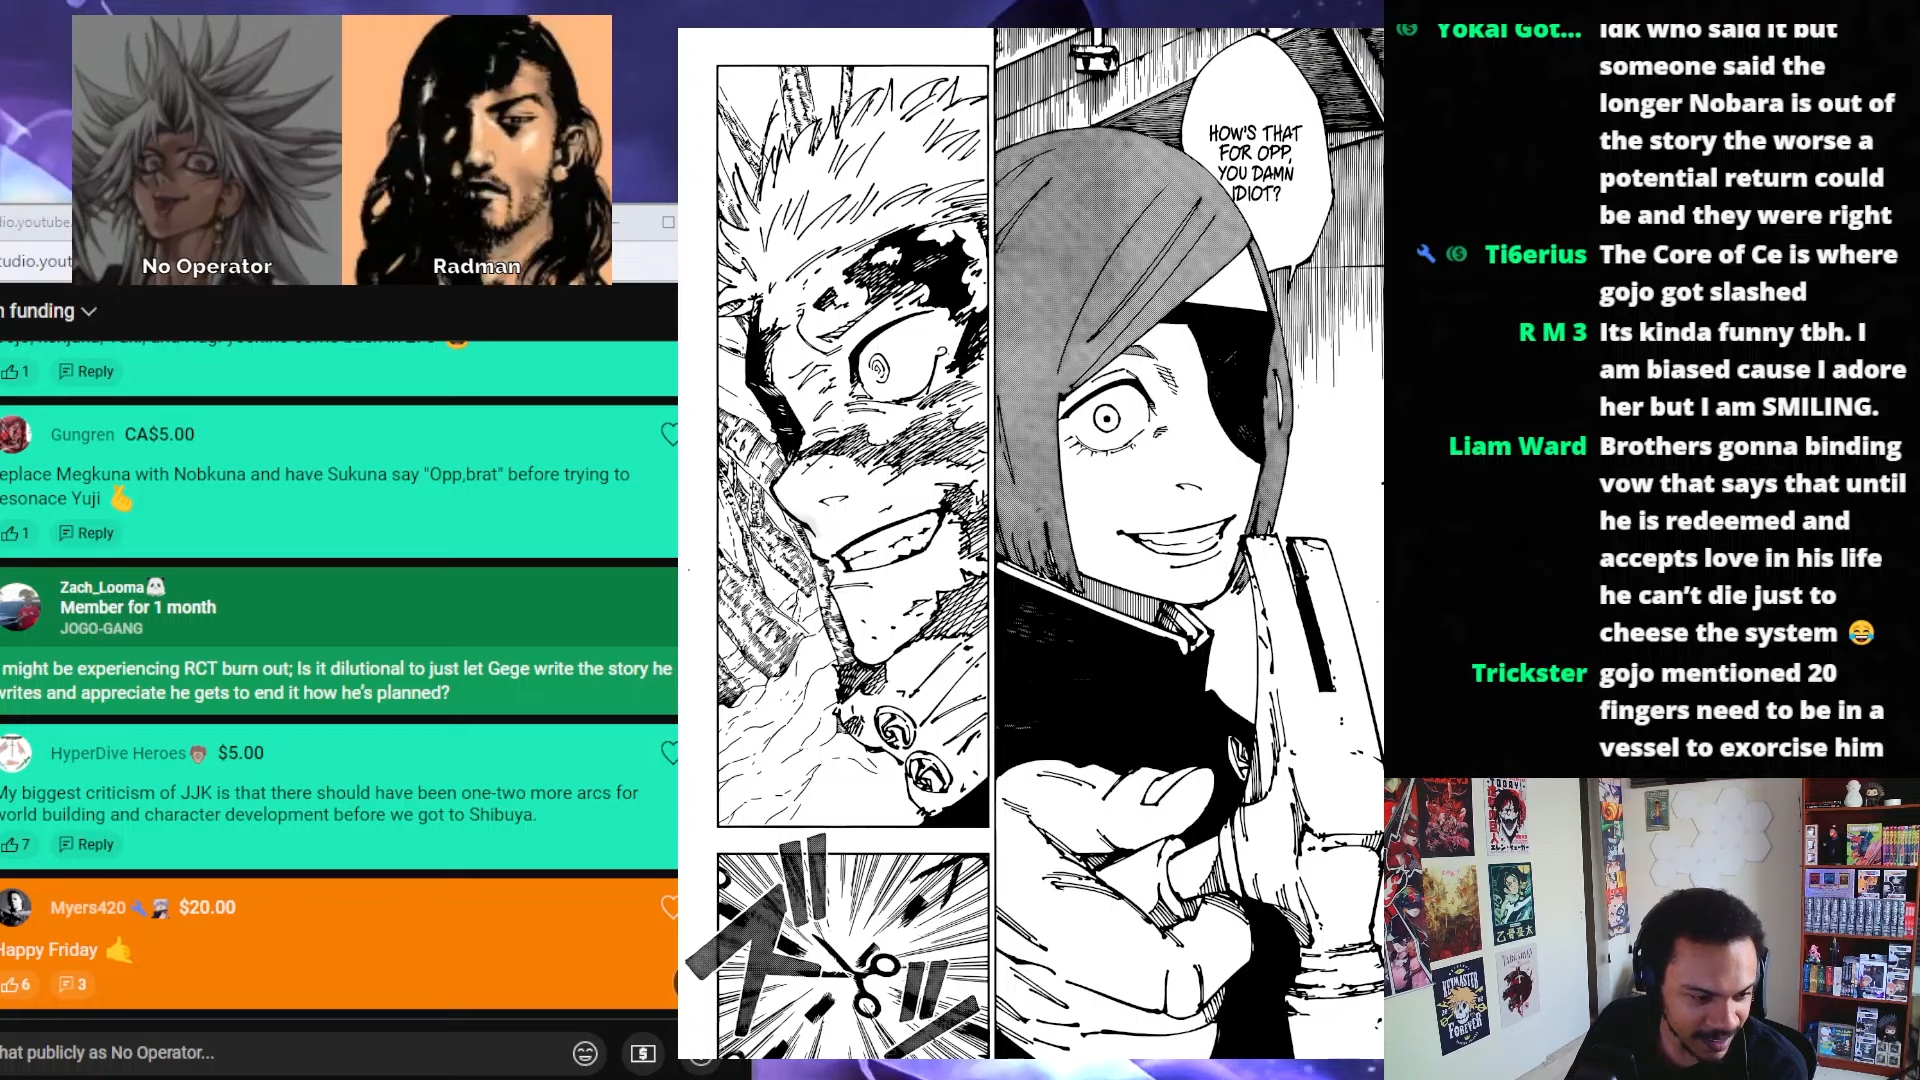 No Operator
Radman
dio.youtube.
tudio.yout
n funding
1
Reply
Gungren CA$5.00
eplace Megkuna with Nobkuna and have Sukuna say "Opp,brat" before trying to
esonace Yuji
1
Reply
Zach_Looma
Member for 1 month
JOGO-GANG
might be experiencing RCT burn out; Is it dilutional to just let Gege write the story he
writes and appreciate he gets to end it how he's planned?
HyperDive Heroes $5.00
My biggest criticism of JJK is that there should have been one-two more arcs for
world building and character development before we got to Shibuya.
7
Reply
Myers420 $20.00
Happy Friday
6
3
hat publicly as No Operator...
HOW'S THAT
FOR OPP,
YOU DAMN
IDIOT?
Yokai Got... idk who said it but
someone said the
longer Nobara is out of
the story the worse a
potential return could
be and they were right
Ti6erius The Core of Ce is where
gojo got slashed
R M 3 Its kinda funny tbh. I
am biased cause I adore
her but I am SMILING.
Liam Ward Brothers gonna binding
vow that says that until
he is redeemed and
accepts love in his life
he can't die just to
cheese the system 😂
Trickster gojo mentioned 20
fingers need to be in a
vessel to exorcise him
KEYMASTER
FOREVER